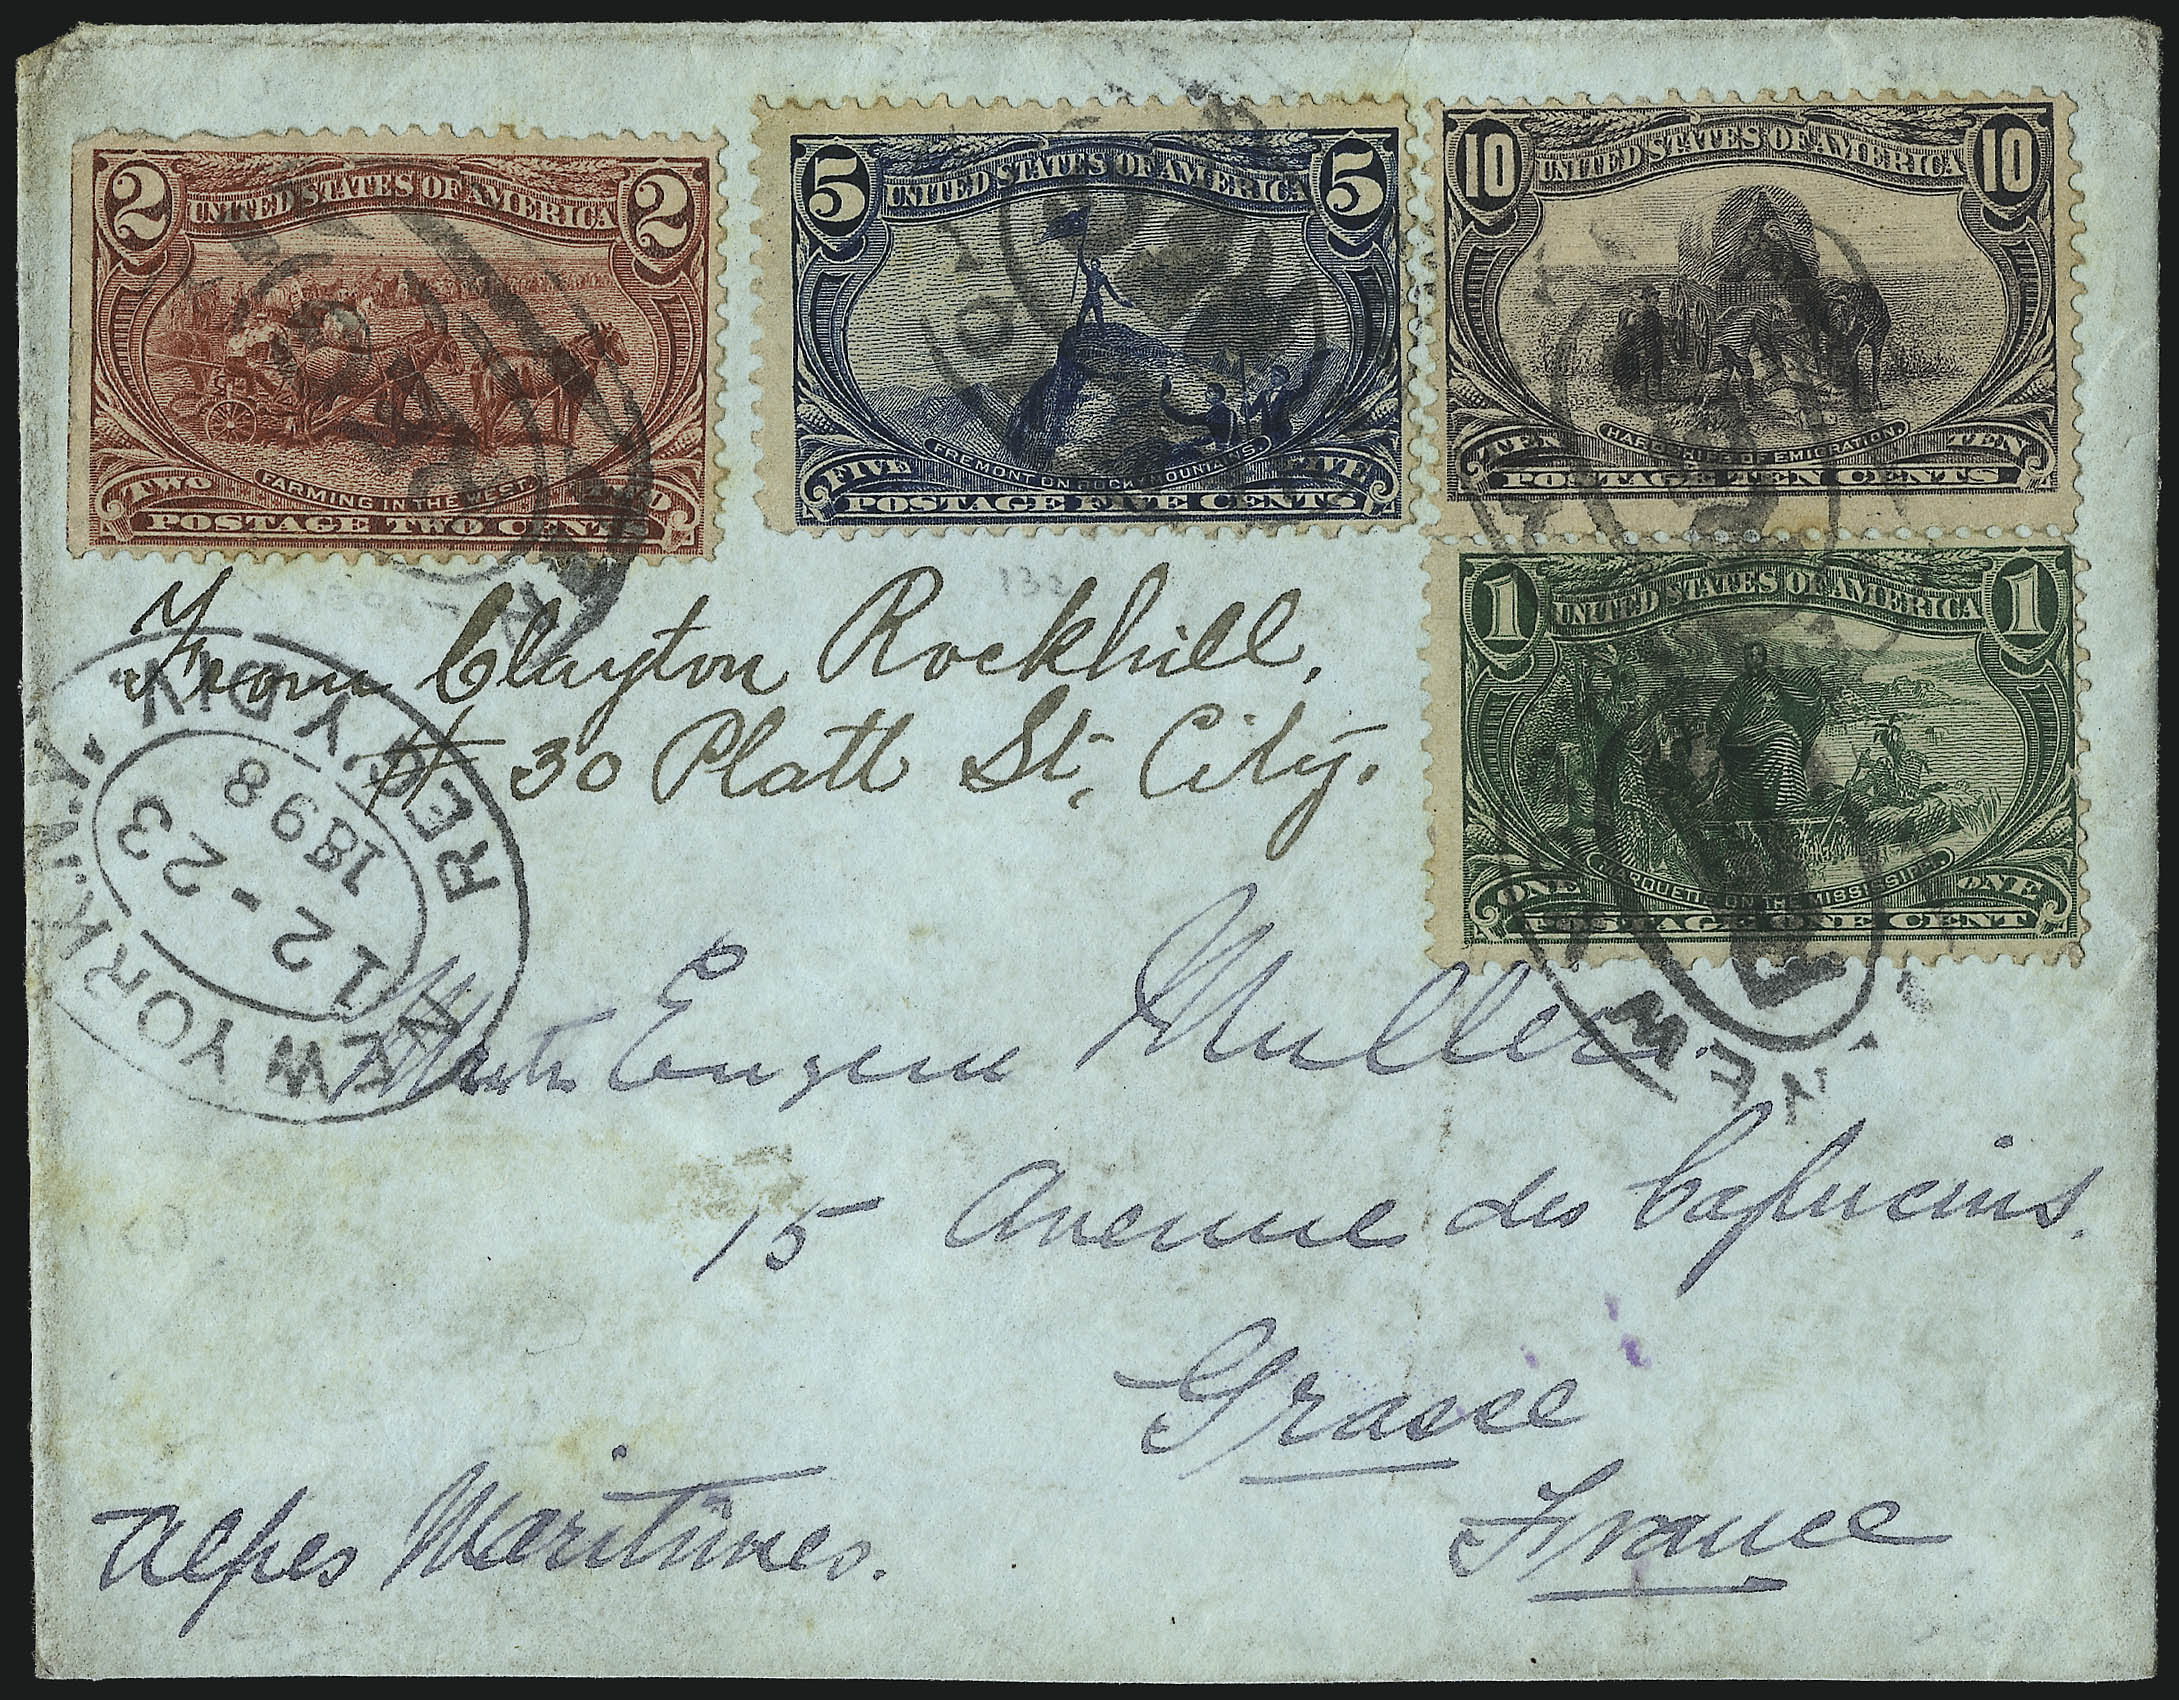 2 UNITED STATES OF AMERICA 2
FARMING IN THE WEST.
TWO TWO
POSTAGE TWO CENTS
5 UNITED STATES OF AMERICA 5
FREMONT ON ROCKY MOUNTAINS.
FIVE FIVE
POSTAGE FIVE CENTS
10 UNITED STATES OF AMERICA 10
HARDSHIPS OF EMIGRATION.
TEN TEN
POSTAGE TEN CENTS
1 UNITED STATES OF AMERICA 1
MARQUETTE ON THE MISSISSIPPI.
ONE ONE
POSTAGE ONE CENT
From Clayton Rockhill.
30 Platt St, City.
NEW YORK, N.Y.
REG'Y DIV.
12-23
1898
NEW
Eugene Muller
15 Avenue des Capucins.
Grasse
France
Alpes Maritimes.